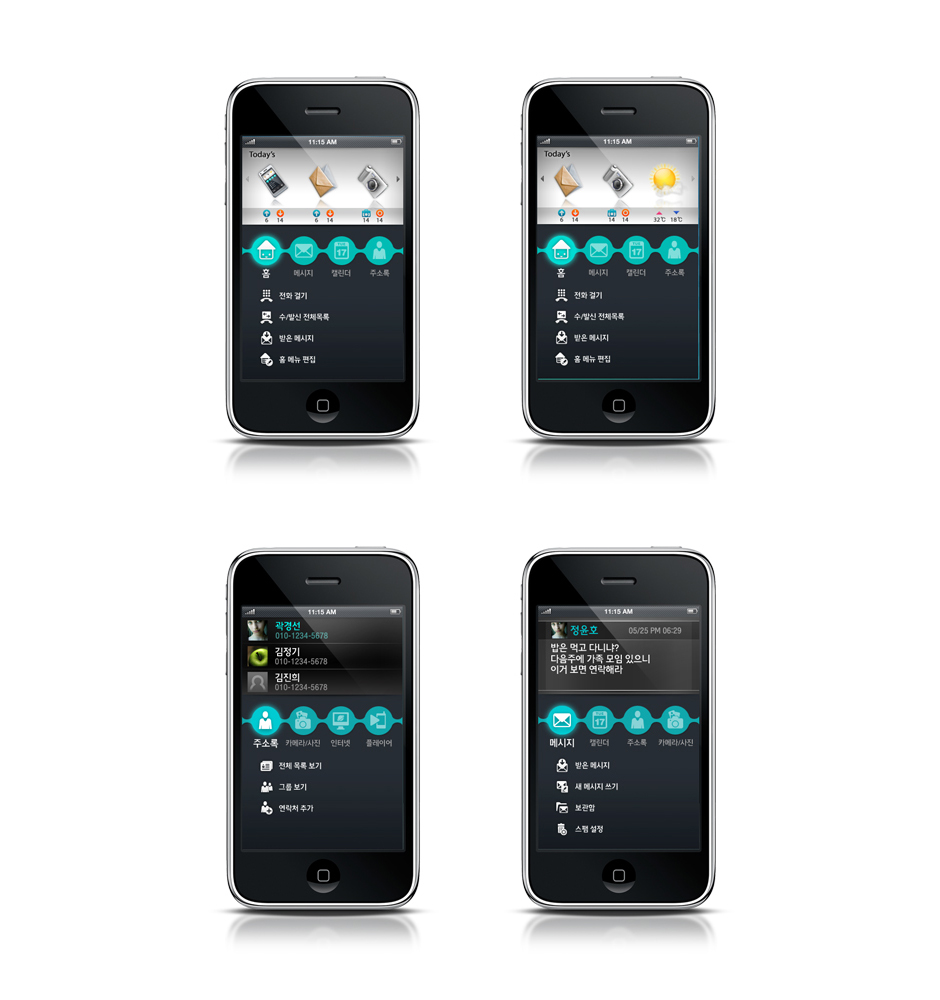 11:15 AM
Today's
6 14 6 14 14 14
17
홈 메시지 캘린더 주소록
전화 걸기
수/발신 전체목록
받은 메시지
홈 메뉴 편집
11:15 AM
Today's
6 14 14 14 32℃ 18℃
17
홈 메시지 캘린더 주소록
전화 걸기
수/발신 전체목록
받은 메시지
홈 메뉴 편집
11:15 AM
곽경선
010-1234-5678
김정기
010-1234-5678
김진희
010-1234-5678
주소록 카메라/사진 인터넷 플레이어
전체 목록 보기
그룹 보기
연락처 추가
11:15 AM
정윤호 05/25 PM 06:29
밥은 먹고 다니냐?
다음주에 가족 모임 있으니
이거 보면 연락해라
17
메시지 캘린더 주소록 카메라/사진
받은 메시지
새 메시지 쓰기
보관함
스팸 설정